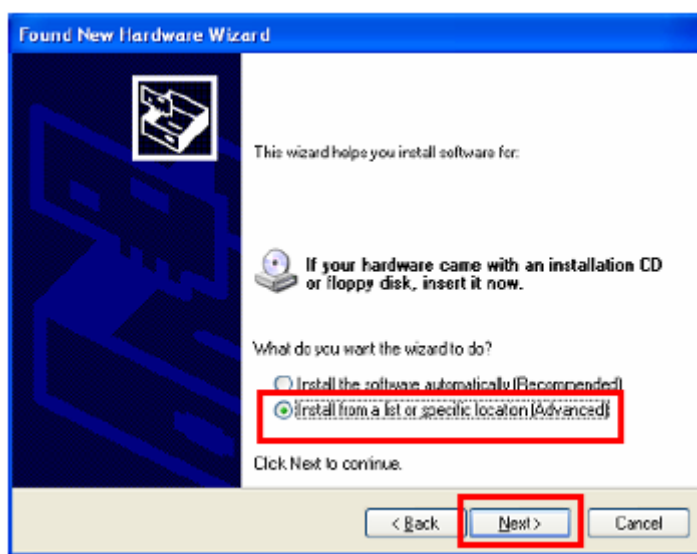 Found New Hardware Wizard
This wizard helps you install software for:
If your hardware came with an installation CD
or floppy disk, insert it now.
What do you want the wizard to do?
Install the software automatically (Recommended)
Install from a list or specific location (Advanced)
Click Next to continue.
< Back Next > Cancel